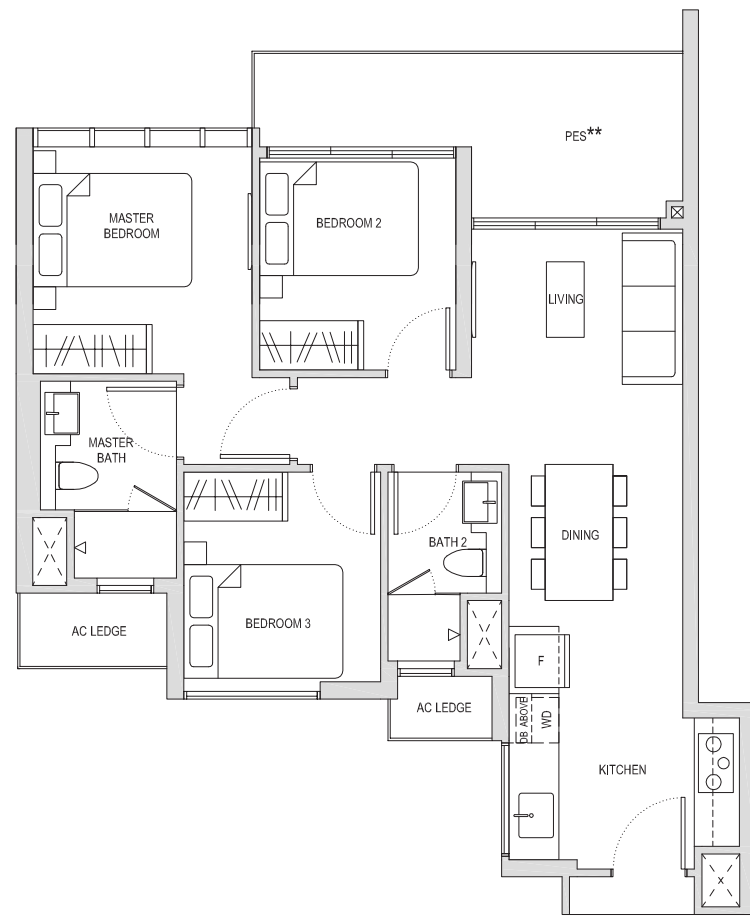 PES**
MASTER
BEDROOM
BEDROOM 2
LIVING
MASTER
BATH
DINING
BATH 2
BEDROOM 3
AC LEDGE
F
AC LEDGE
DB ABOVE
WD
KITCHEN
x